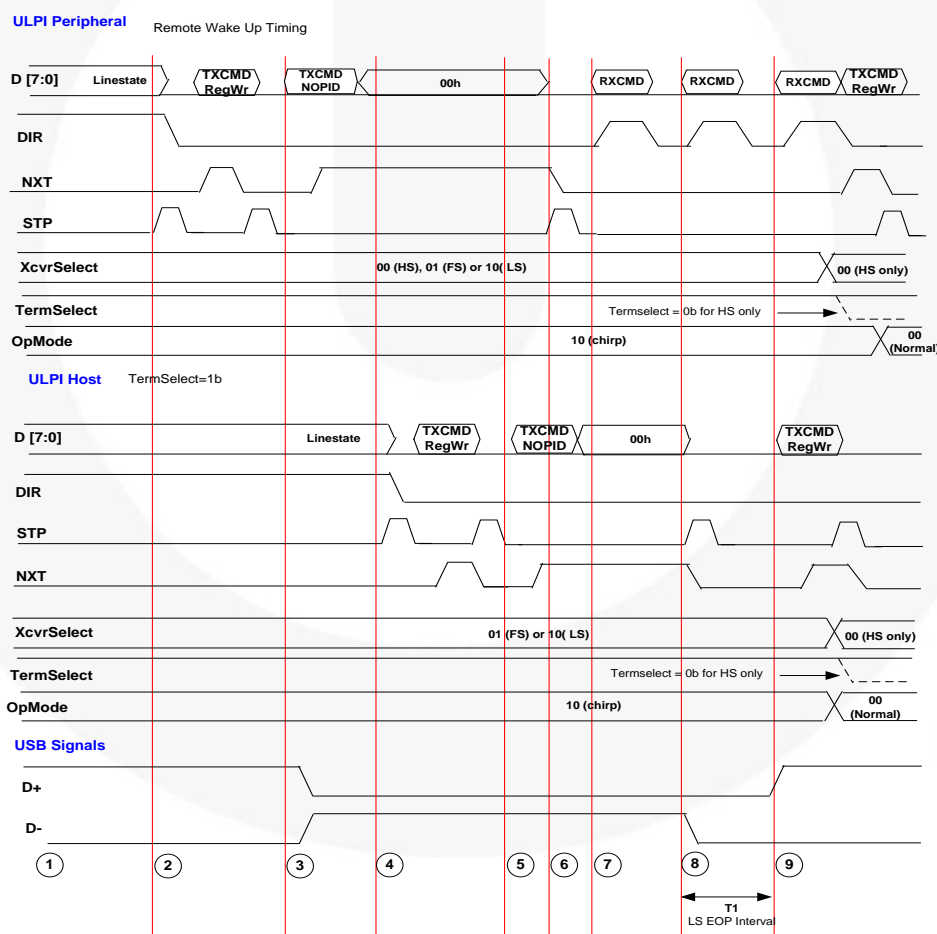 ULPI Peripheral Remote Wake Up Timing
D [7:0] Linestate TXCMD RegWr TXCMD NOPID 00h RXCMD RXCMD RXCMD TXCMD RegWr
DIR
NXT
STP
XcvrSelect 00 (HS), 01 (FS) or 10( LS) 00 (HS only)
TermSelect Termselect = 0b for HS only
OpMode 10 (chirp) 00 (Normal)
ULPI Host TermSelect=1b
D [7:0] Linestate TXCMD RegWr TXCMD NOPID 00h TXCMD RegWr
DIR
STP
NXT
XcvrSelect 01 (FS) or 10( LS) 00 (HS only)
TermSelect Termselect = 0b for HS only
OpMode 10 (chirp) 00 (Normal)
USB Signals
D+
D-
1 2 3 4 5 6 7 8 9
T1
LS EOP Interval